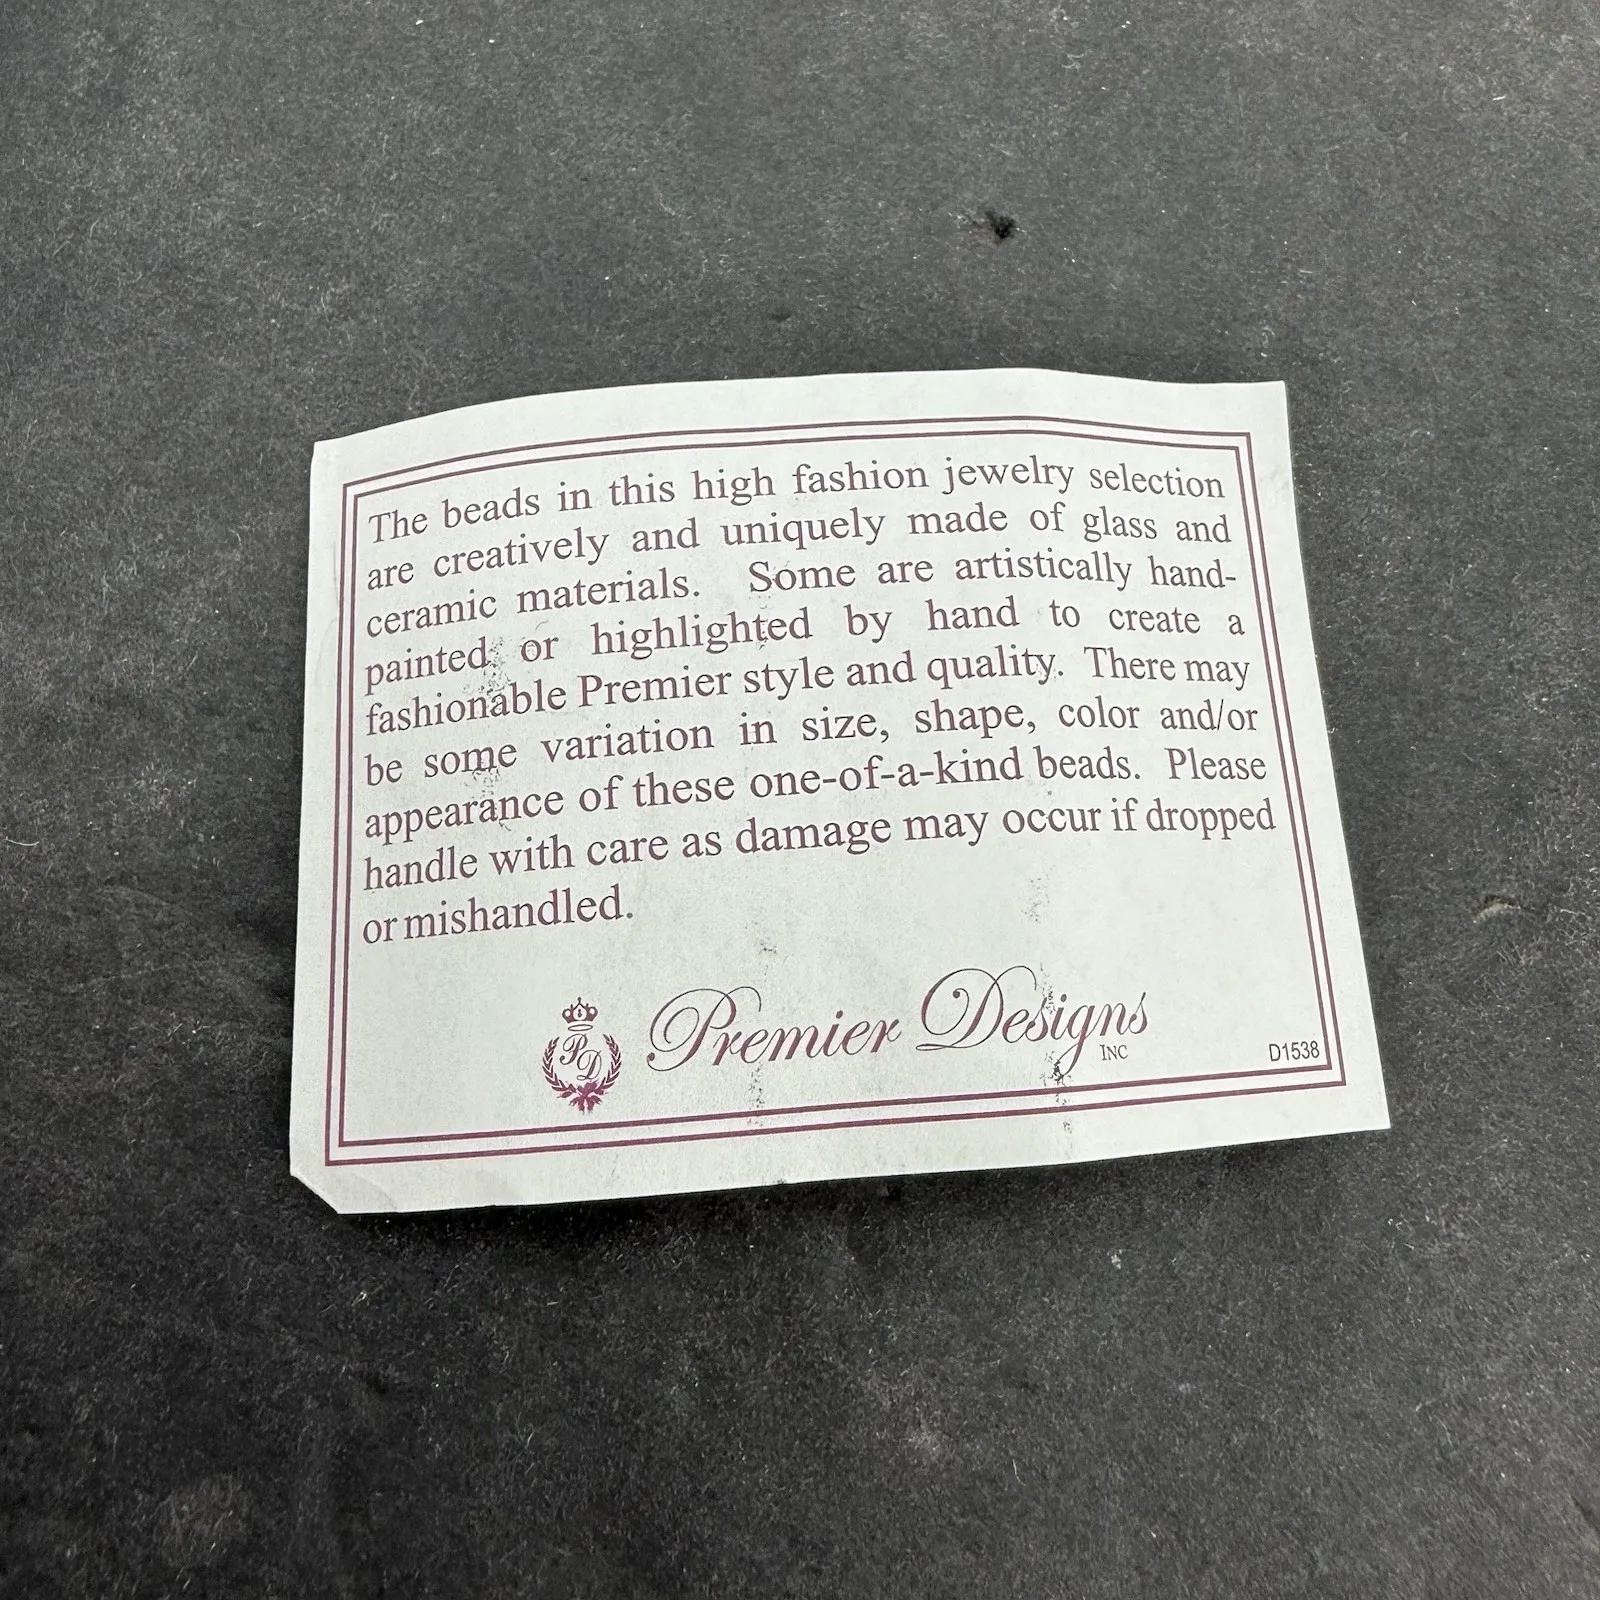 The beads in this high fashion jewelry selection
are creatively and uniquely made of glass and
ceramic materials. Some are artistically hand-
painted or highlighted by hand to create a
fashionable Premier style and quality. There may
be some variation in size, shape, color and/or
appearance of these one-of-a-kind beads. Please
handle with care as damage may occur if dropped
or mishandled.
PD
Premier Designs
INC
D1538